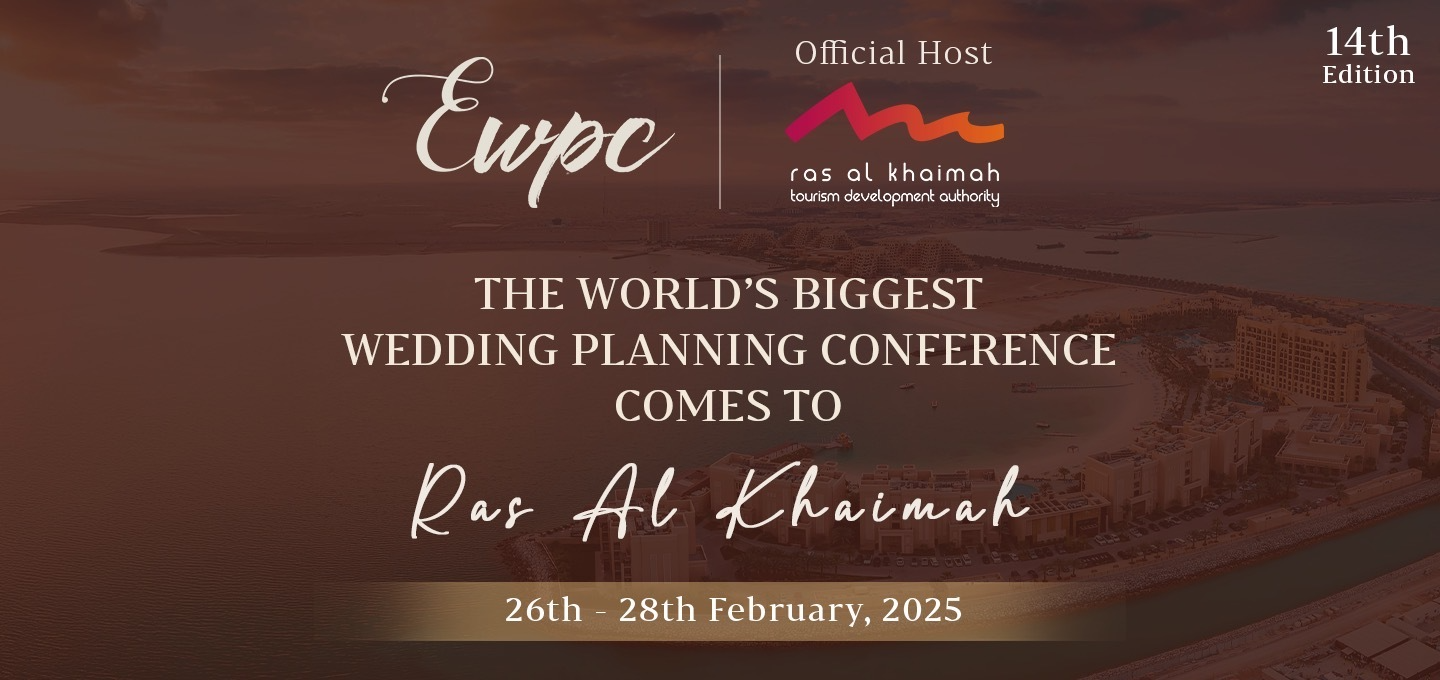 Ewpc
Official Host
ras al khaimah
tourism development authority
14th
Edition
THE WORLD’S BIGGEST
WEDDING PLANNING CONFERENCE
COMES TO
Ras Al Khaimah
26th - 28th February, 2025